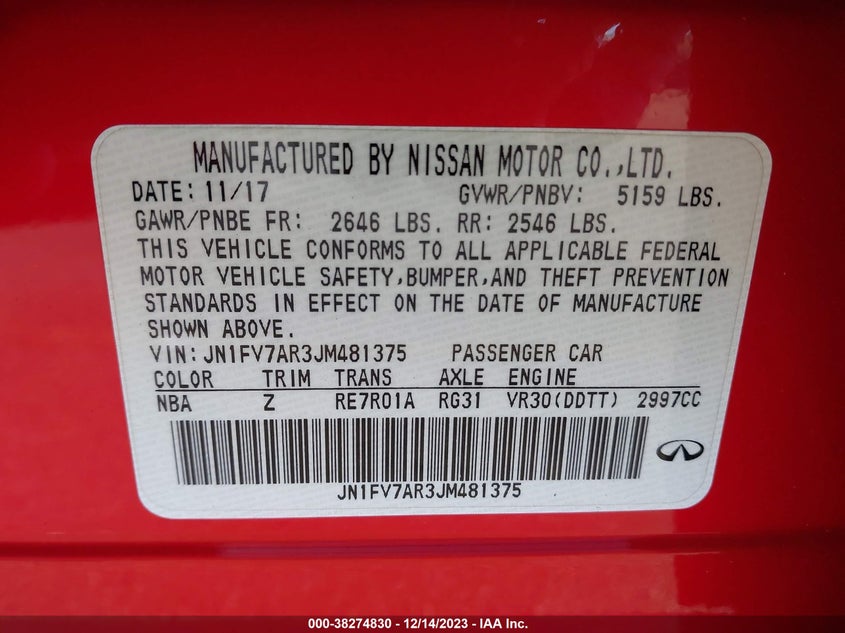 MANUFACTURED BY NISSAN MOTOR CO.,LTD.
DATE: 11/17 GVWR/PNBV: 5159 LBS.
GAWR/PNBE FR: 2646 LBS. RR: 2546 LBS.
THIS VEHICLE CONFORMS TO ALL APPLICABLE FEDERAL
MOTOR VEHICLE SAFETY,BUMPER,AND THEFT PREVENTION
STANDARDS IN EFFECT ON THE DATE OF MANUFACTURE
SHOWN ABOVE.
VIN:JN1FV7AR3JM481375 PASSENGER CAR
COLOR TRIM TRANS AXLE ENGINE
NBA Z RE7R01A RG31 VR30(DDTT) 2997CC
JN1FV7AR3JM481375
000-38274830 - 12/14/2023 - IAA Inc.